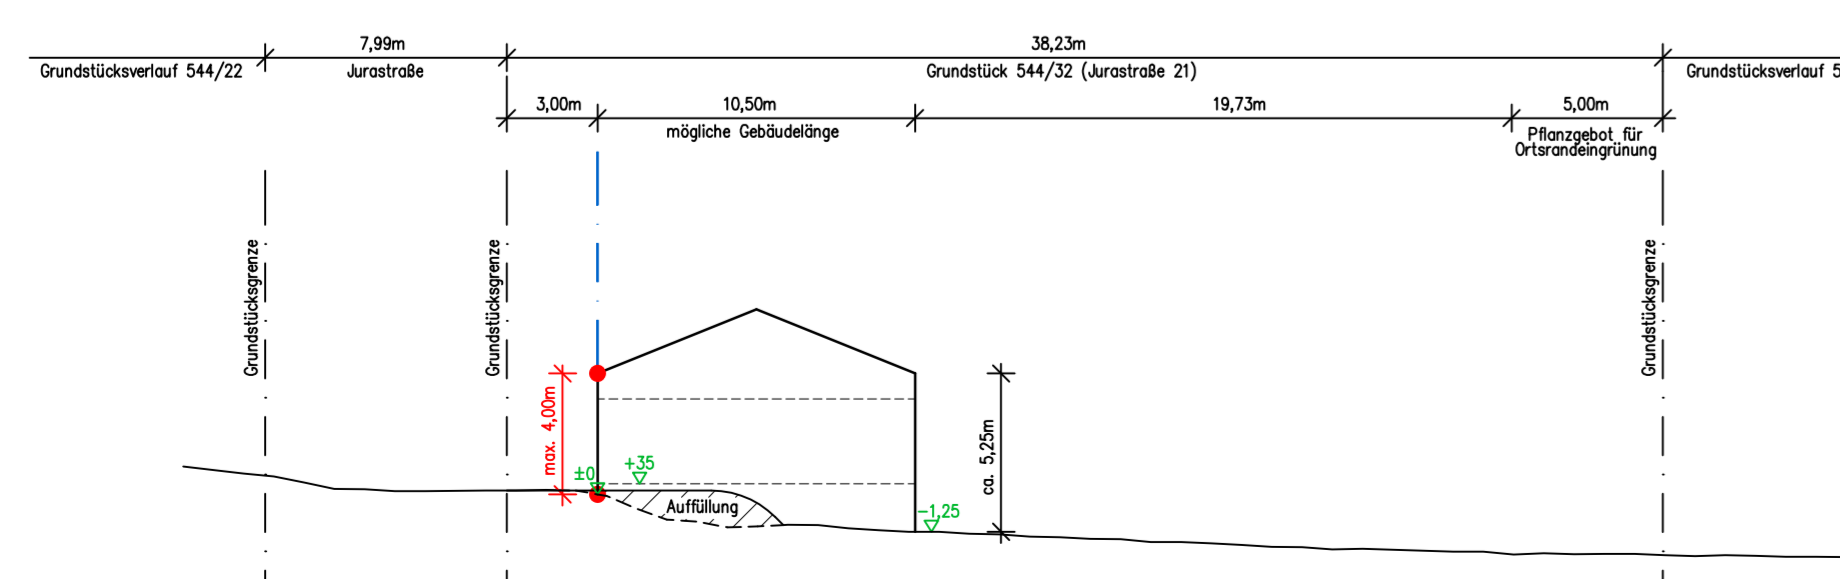 7,99m
38,23m
Grundstücksverlauf 544/22
Jurastraße
Grundstück 544/32 (Jurastraße 21)
Grundstücksverlauf 5
3,00m
10,50m
19,73m
5,00m
mögliche Gebäudelänge
Pflanzgebot für
Ortsrandeingrünung
Grundstücksgrenze
Grundstücksgrenze
Grundstücksgrenze
max. 4,00m
ca. 5,25m
±0
+35
Auffüllung
-1,25